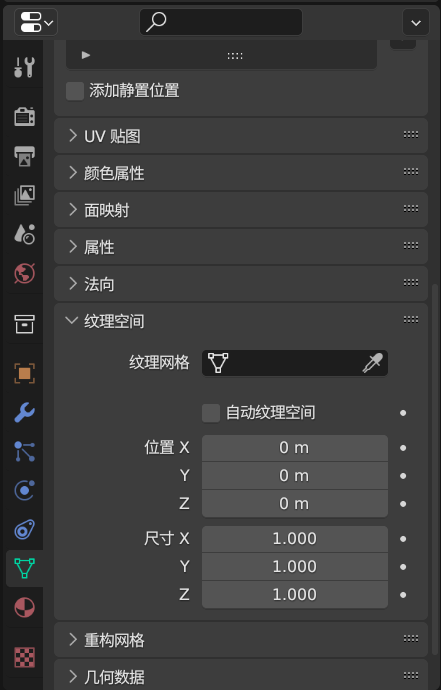 添加静置位置
UV 贴图
颜色属性
面映射
属性
法向
纹理空间
纹理网格
自动纹理空间
位置 X 0 m
Y 0 m
Z 0 m
尺寸 X 1.000
Y 1.000
Z 1.000
重构网格
几何数据